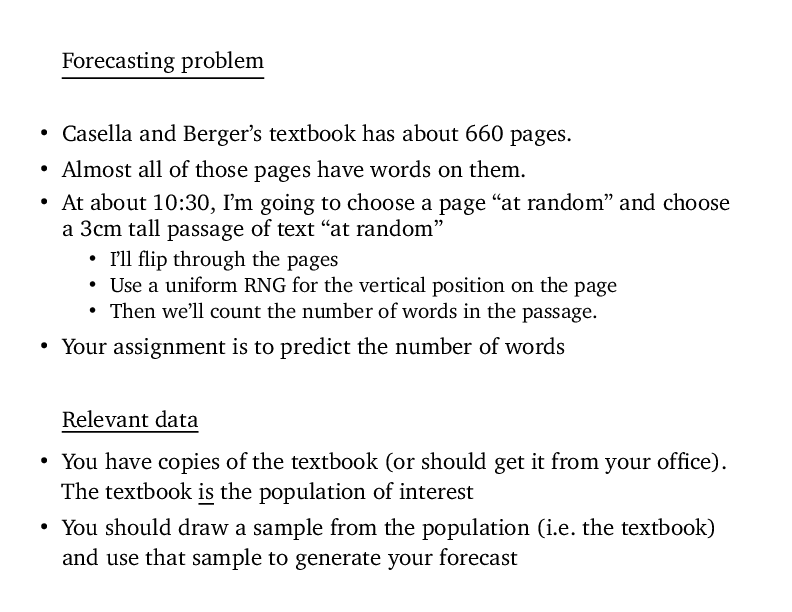 Forecasting problem
• Casella and Berger’s textbook has about 660 pages.
• Almost all of those pages have words on them.
• At about 10:30, I’m going to choose a page “at random” and choose
a 3cm tall passage of text “at random”
• I’ll flip through the pages
• Use a uniform RNG for the vertical position on the page
• Then we’ll count the number of words in the passage.
• Your assignment is to predict the number of words
Relevant data
• You have copies of the textbook (or should get it from your office).
The textbook is the population of interest
• You should draw a sample from the population (i.e. the textbook)
and use that sample to generate your forecast